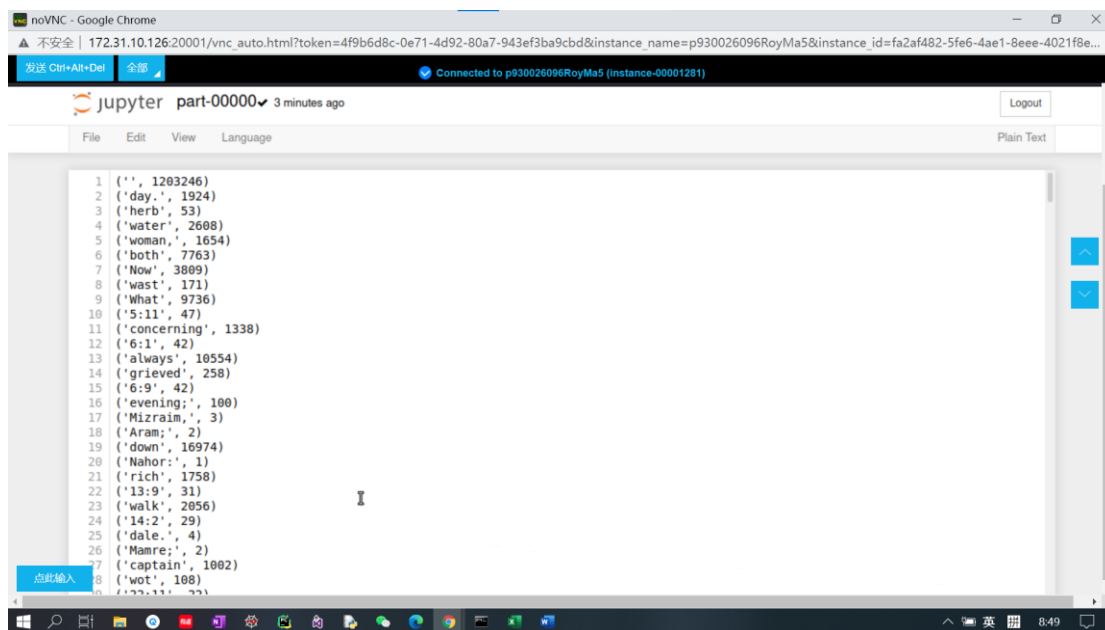 noVNC - Google Chrome
不安全 | 172.31.10.126:20001/vnc_auto.html?token=4f9b6d8c-0e71-4d92-80a7-943ef3ba9cbd&instance_name=p930026096RoyMa5&instance_id=fa2af482-5fe6-4ae1-8eee-4021f8e...
发送 Ctrl+Alt+Del 全部 Connected to p930026096RoyMa5 (instance-00001281)
jupyter part-00000 3 minutes ago Logout
File Edit View Language Plain Text
1 ('', 1203246)
2 ('day.', 1924)
3 ('herb', 53)
4 ('water', 2608)
5 ('woman,', 1654)
6 ('both', 7763)
7 ('Now', 3809)
8 ('wast', 171)
9 ('What', 9736)
10 ('5:11', 47)
11 ('concerning', 1338)
12 ('6:1', 42)
13 ('always', 10554)
14 ('grieved', 258)
15 ('6:9', 42)
16 ('evening;', 100)
17 ('Mizraim,', 3)
18 ('Aram;', 2)
19 ('down', 16974)
20 ('Nahor:', 1)
21 ('rich', 1758)
22 ('13:9', 31)
23 ('walk', 2056)
24 ('14:2', 29)
25 ('dale.', 4)
26 ('Mamre;', 2)
27 ('captain', 1002)
点此输入 8 ('wot', 108)
英 8:49